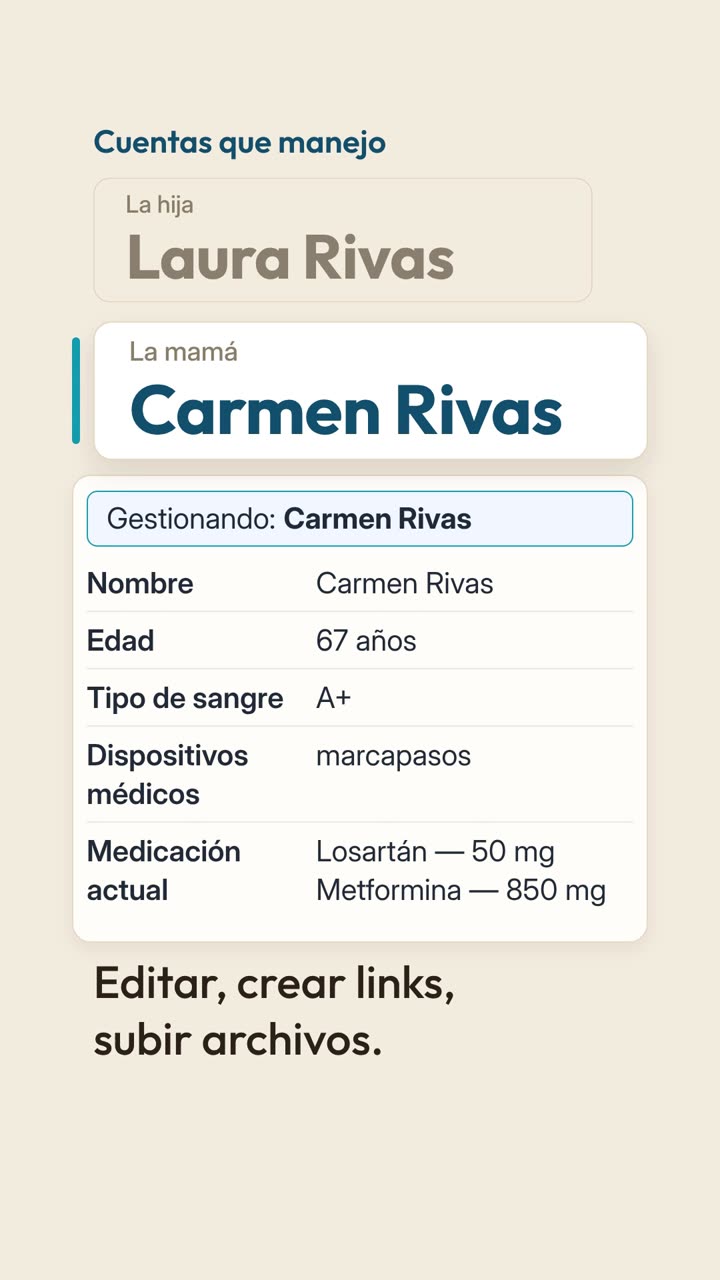 Cuentas que manejo
La hija
Laura Rivas
La mamá
Carmen Rivas
Gestionando: Carmen Rivas
Nombre Carmen Rivas
Edad 67 años
Tipo de sangre A+
Dispositivos médicos marcapasos
Medicación actual Losartán — 50 mg
Metformina — 850 mg
Editar, crear links,
subir archivos.